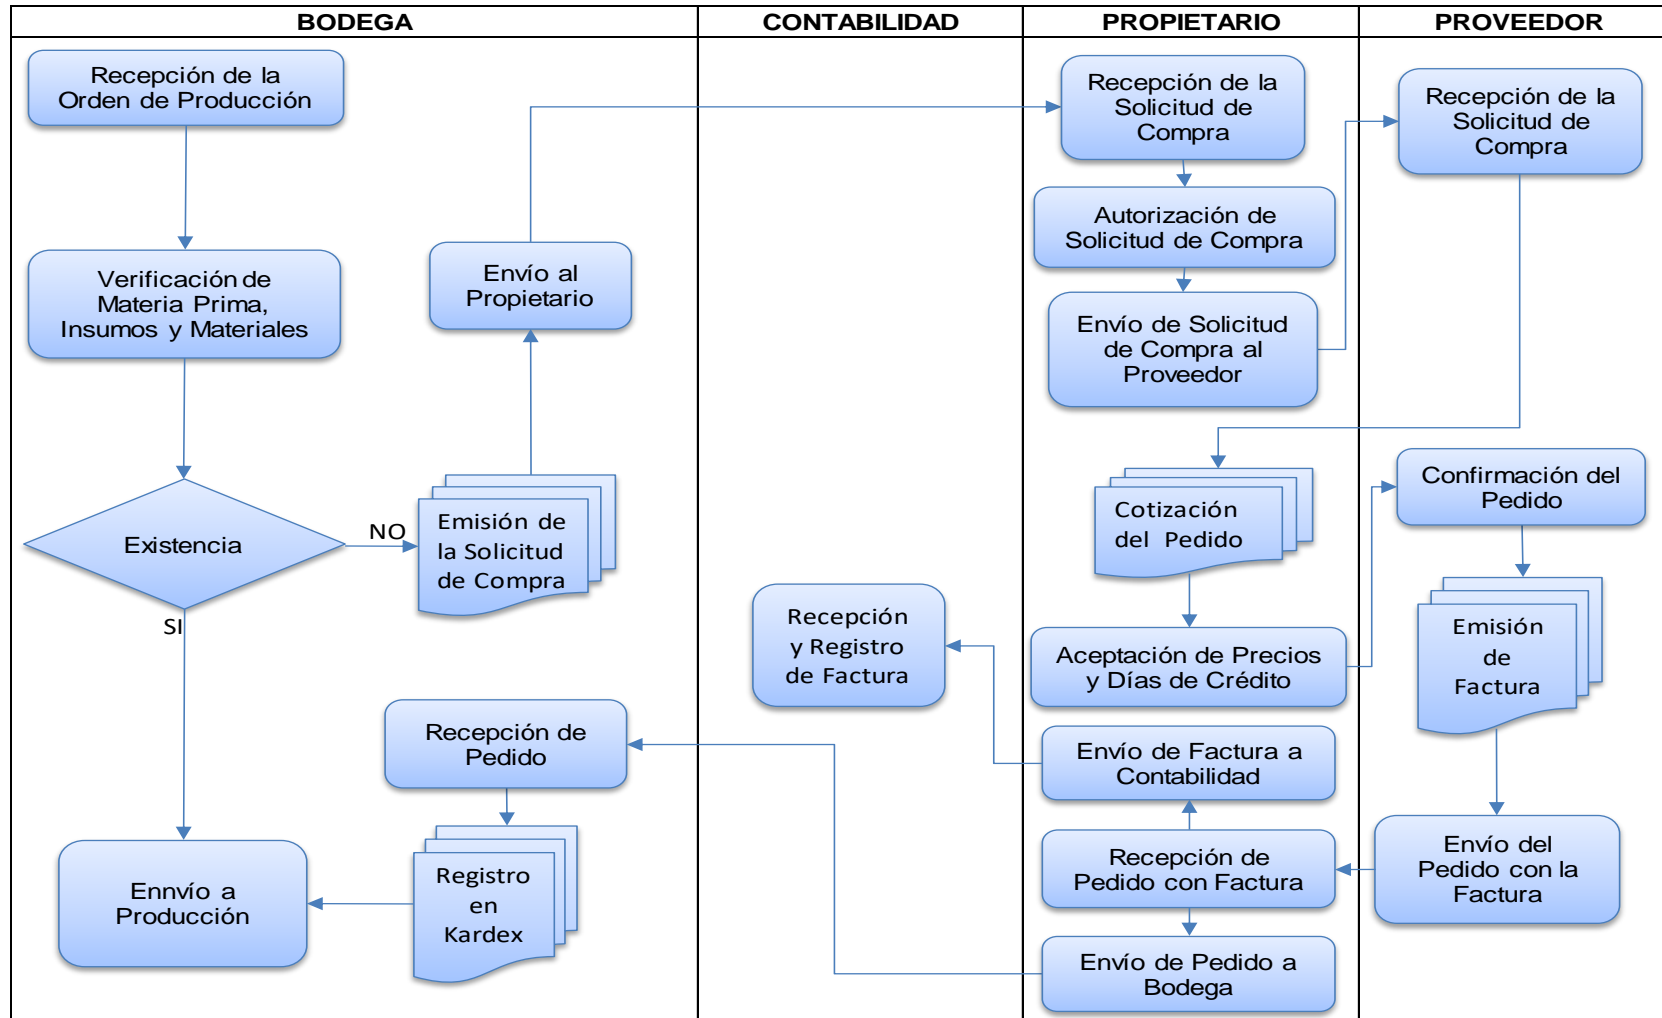 BODEGA
CONTABILIDAD
PROPIETARIO
PROVEEDOR
Recepción de la
Orden de Producción
Verificación de
Materia Prima,
Insumos y Materiales
Existencia
NO
SI
Emisión de
la Solicitud
de Compra
Envío al
Propietario
Recepción de
Pedido
Registro
en
Kardex
Ennvío a
Producción
Recepción
y Registro
de Factura
Recepción de la
Solicitud de
Compra
Autorización de
Solicitud de Compra
Envío de Solicitud
de Compra al
Proveedor
Cotización
del Pedido
Aceptación de Precios
y Días de Crédito
Envío de Factura a
Contabilidad
Recepción de
Pedido con Factura
Envío de Pedido a
Bodega
Recepción de la
Solicitud de
Compra
Confirmación del
Pedido
Emisión
de
Factura
Envío del
Pedido con la
Factura